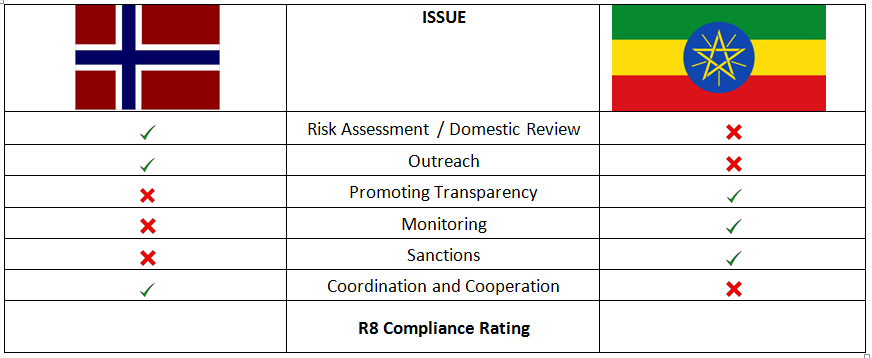 ISSUE
Risk Assessment / Domestic Review
Outreach
Promoting Transparency
Monitoring
Sanctions
Coordination and Cooperation
R8 Compliance Rating